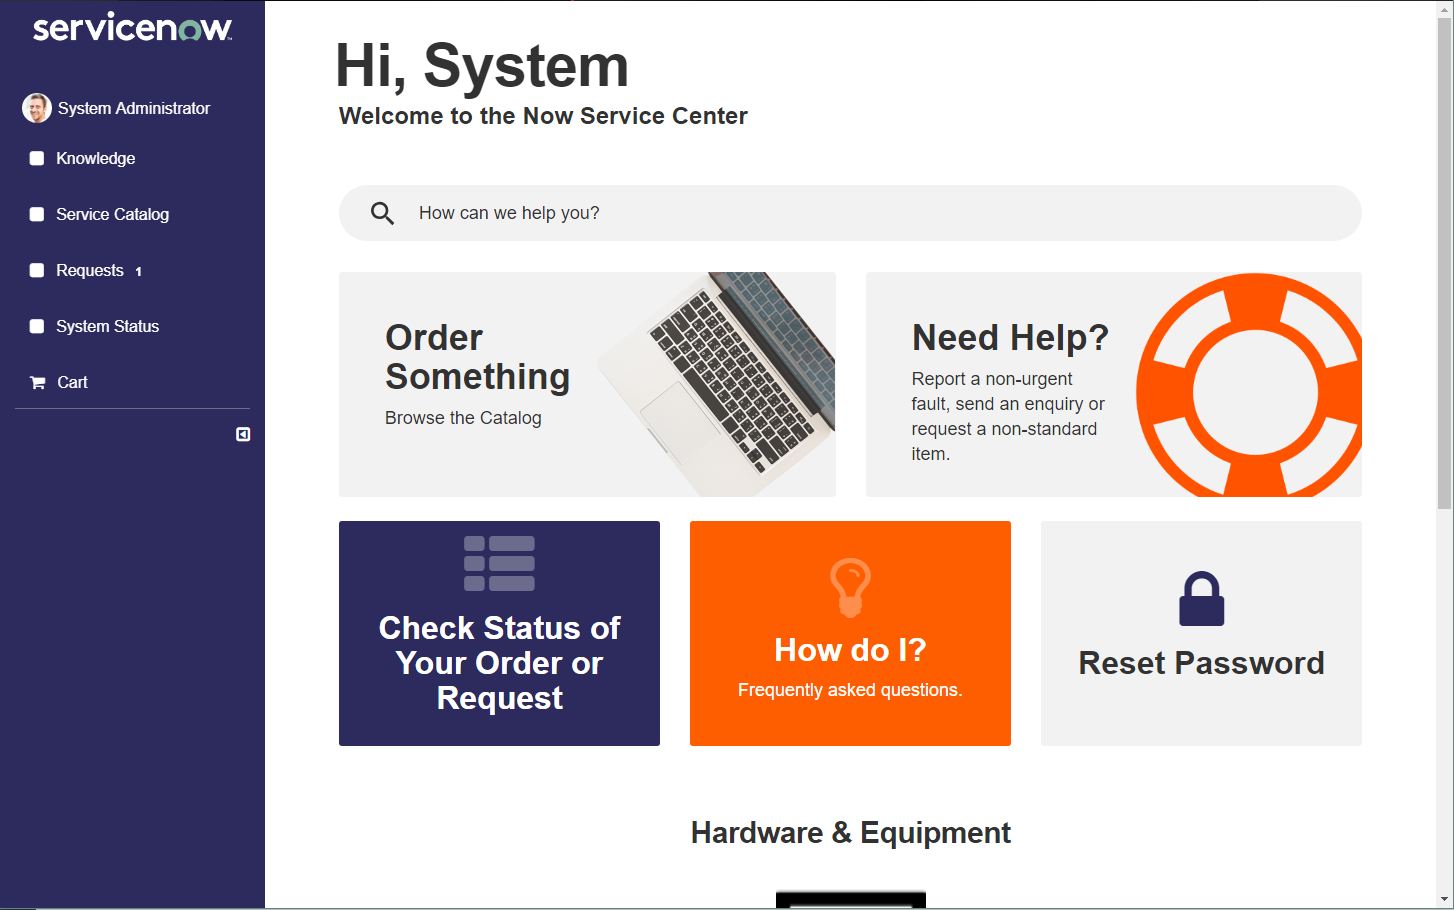 servicenow
System Administrator
Knowledge
Service Catalog
Requests 1
System Status
Cart
Hi, System
Welcome to the Now Service Center
How can we help you?
Order
Something
Browse the Catalog
Need Help?
Report a non-urgent
fault, send an enquiry or
request a non-standard
item.
Check Status of
Your Order or
Request
How do I?
Frequently asked questions.
Reset Password
Hardware & Equipment